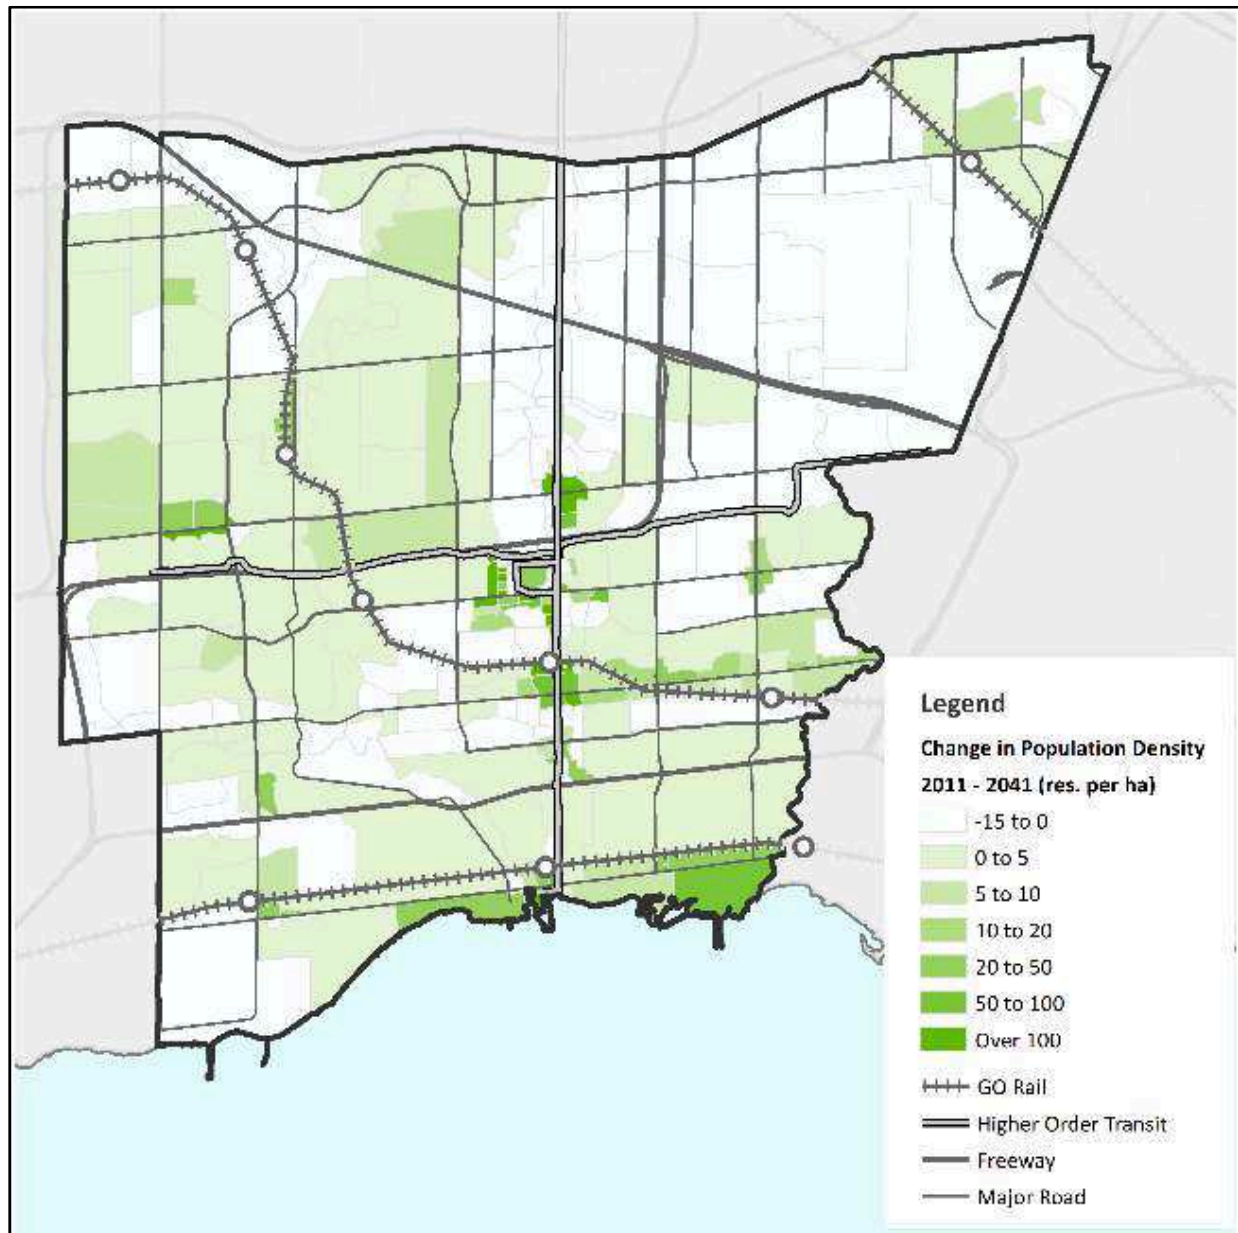 Legend
Change in Population Density
2011 - 2041 (res. per ha)
-15 to 0
0 to 5
5 to 10
10 to 20
20 to 50
50 to 100
Over 100
GO Rail
Higher Order Transit
Freeway
Major Road